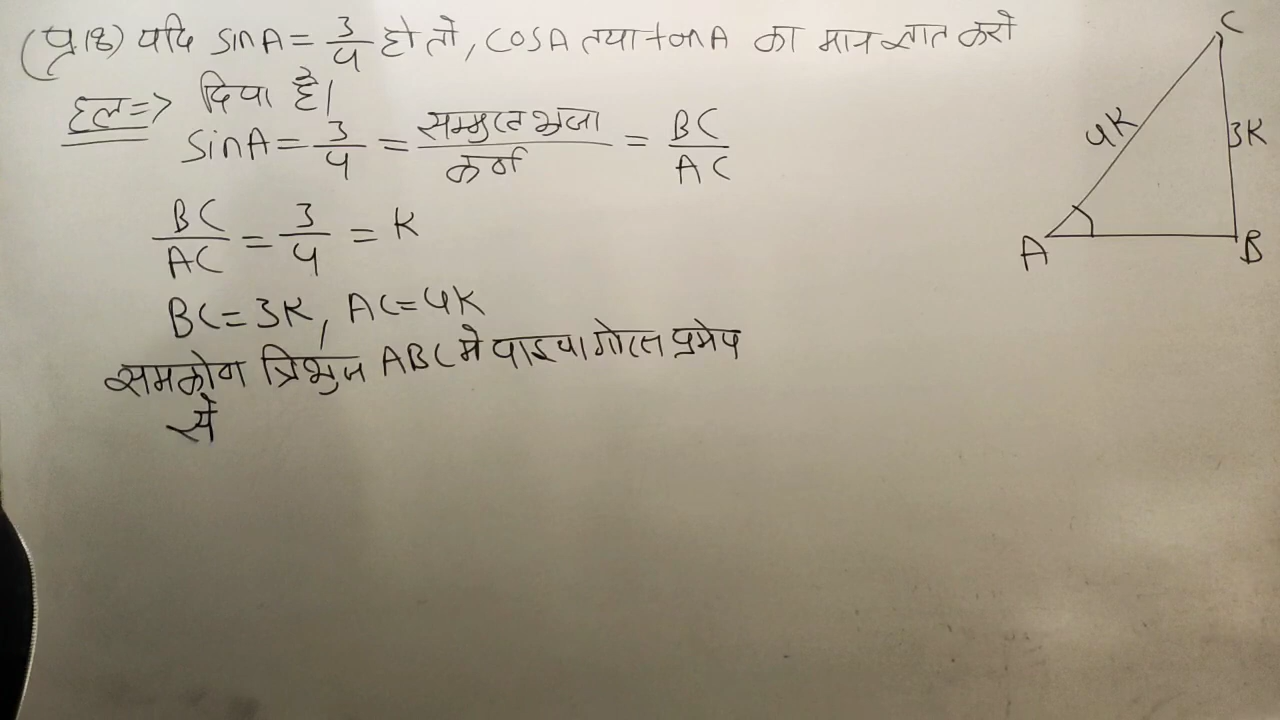 (प्र18) यदि sinA = 3/4 हो तो, COSA तथा tanA का मान ज्ञात करो
हल=> दिया है।
sinA = 3/4 = सम्मुख भुजा/कर्ण = BC/AC
BC/AC = 3/4 = K
BC = 3K, AC = 4K
समकोण त्रिभुज ABC मे पाइथागोरस प्रमेय
से
C
4K
3K
A
B